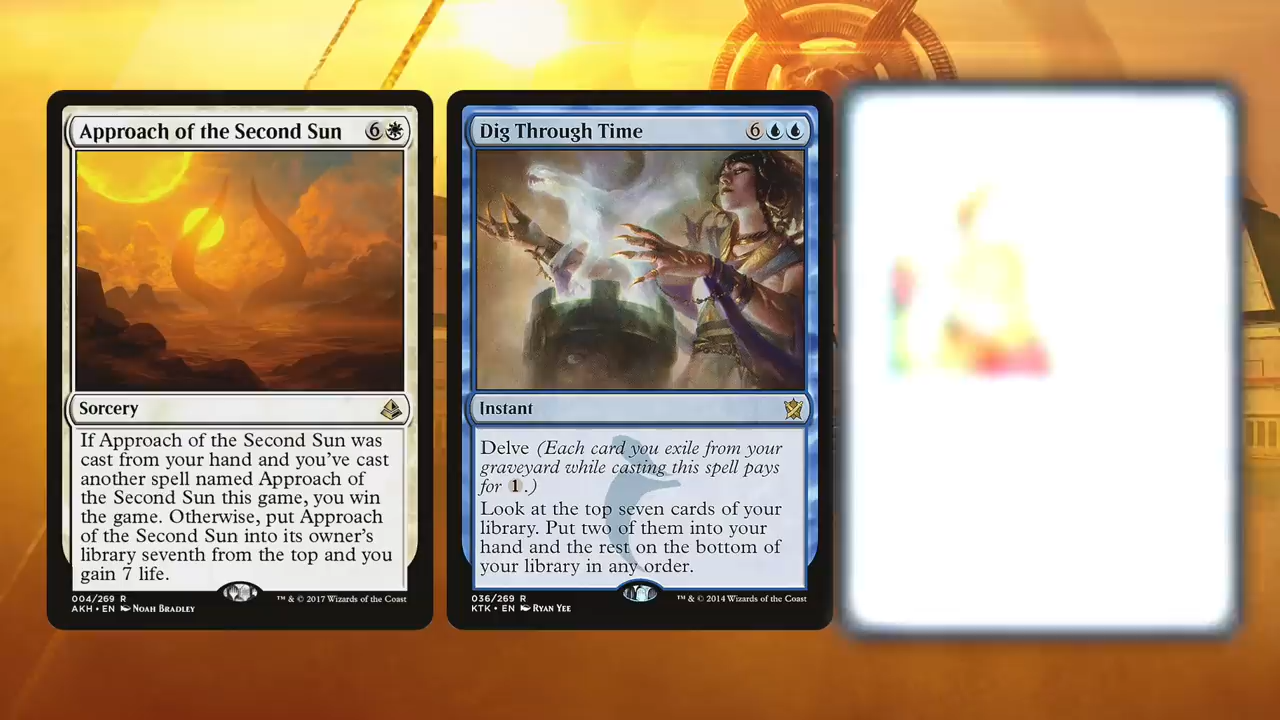 Approach of the Second Sun 6
Sorcery
If Approach of the Second Sun was
cast from your hand and you've cast
another spell named Approach of
the Second Sun this game, you win
the game. Otherwise, put Approach
of the Second Sun into its owner's
library seventh from the top and you
gain 7 life.
004/269 R
AKH • EN NOAH BRADLEY
™ & © 2017 Wizards of the Coast
Dig Through Time 6
Instant
Delve (Each card you exile from your
graveyard while casting this spell pays
for 1.)
Look at the top seven cards of your
library. Put two of them into your
hand and the rest on the bottom of
your library in any order.
036/269 R
KTK • EN RYAN YEE
™ & © 2014 Wizards of the Coast